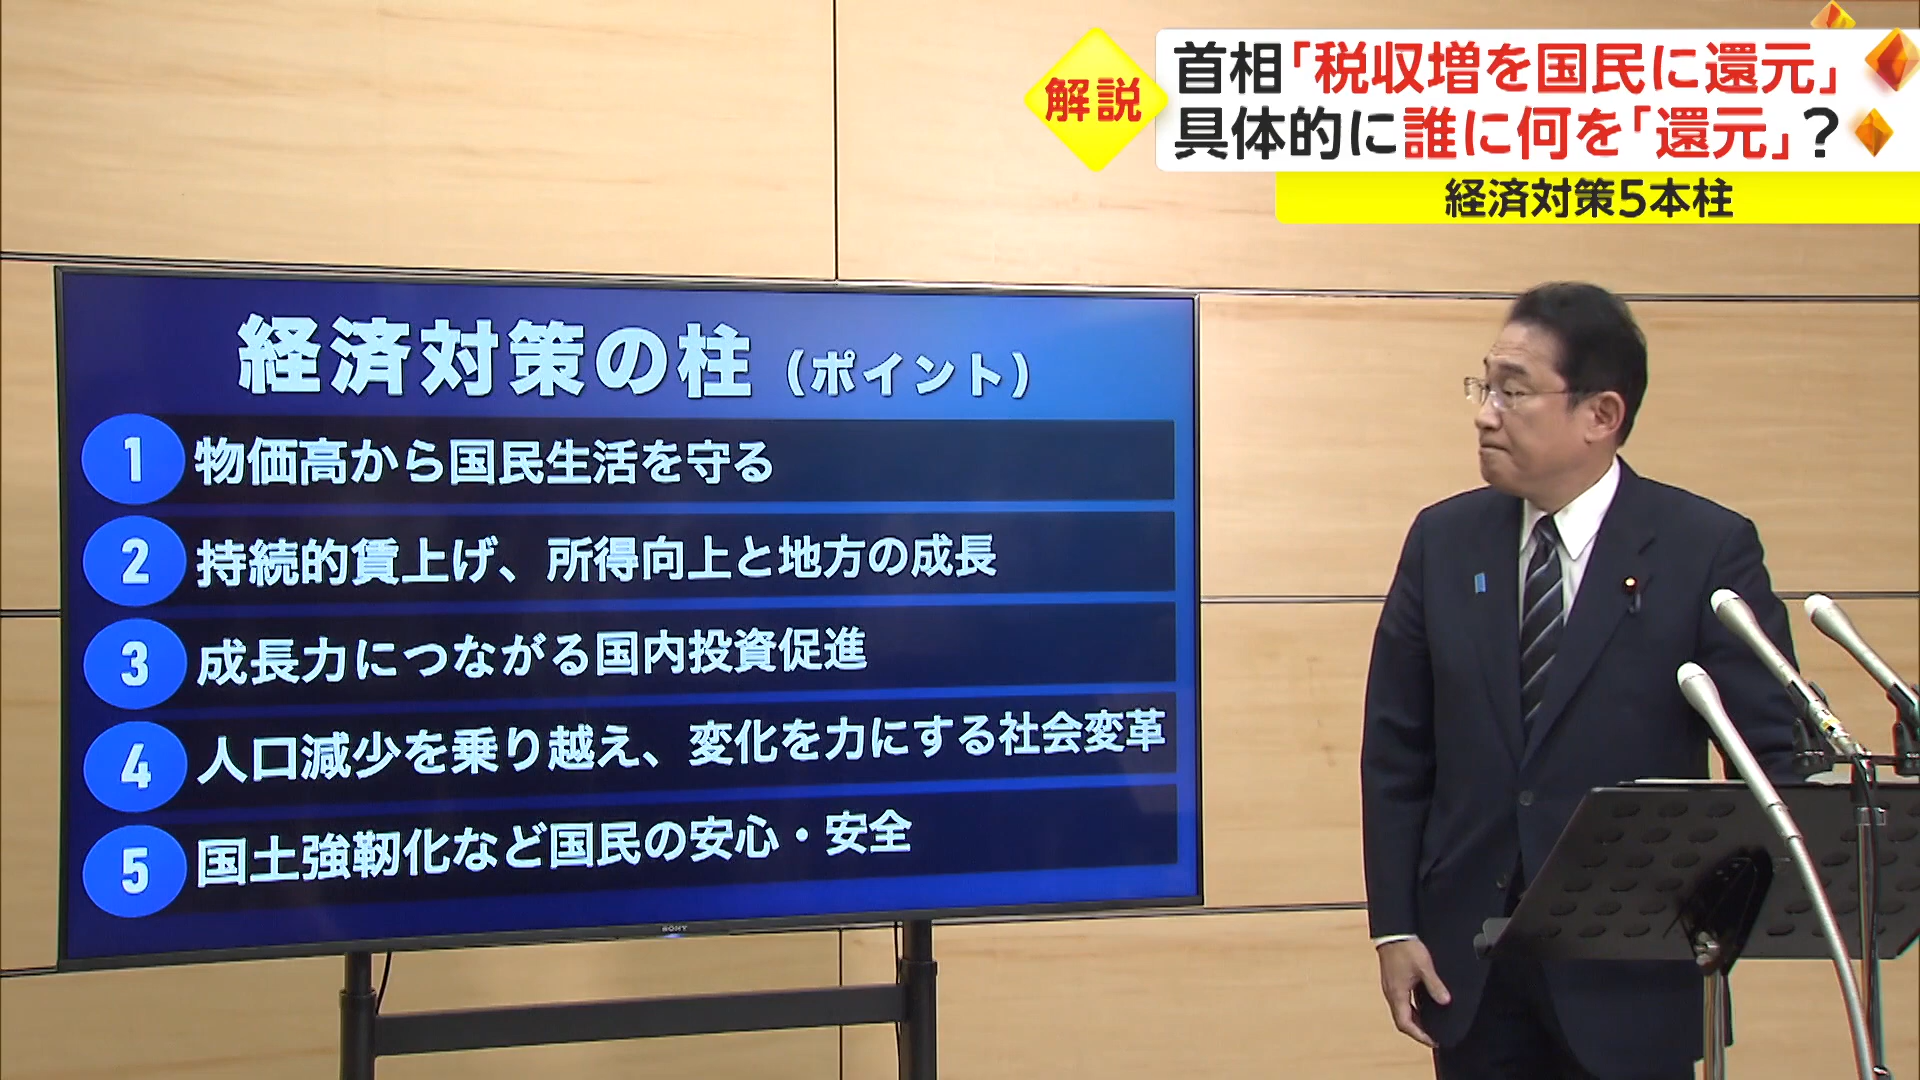 解説
首相「税収増を国民に還元」
具体的に誰に何を「還元」？
経済対策5本柱
経済対策の柱（ポイント）
1 物価高から国民生活を守る
2 持続的賃上げ、所得向上と地方の成長
3 成長力につながる国内投資促進
4 人口減少を乗り越え、変化を力にする社会変革
5 国土強靱化など国民の安心・安全
SONY